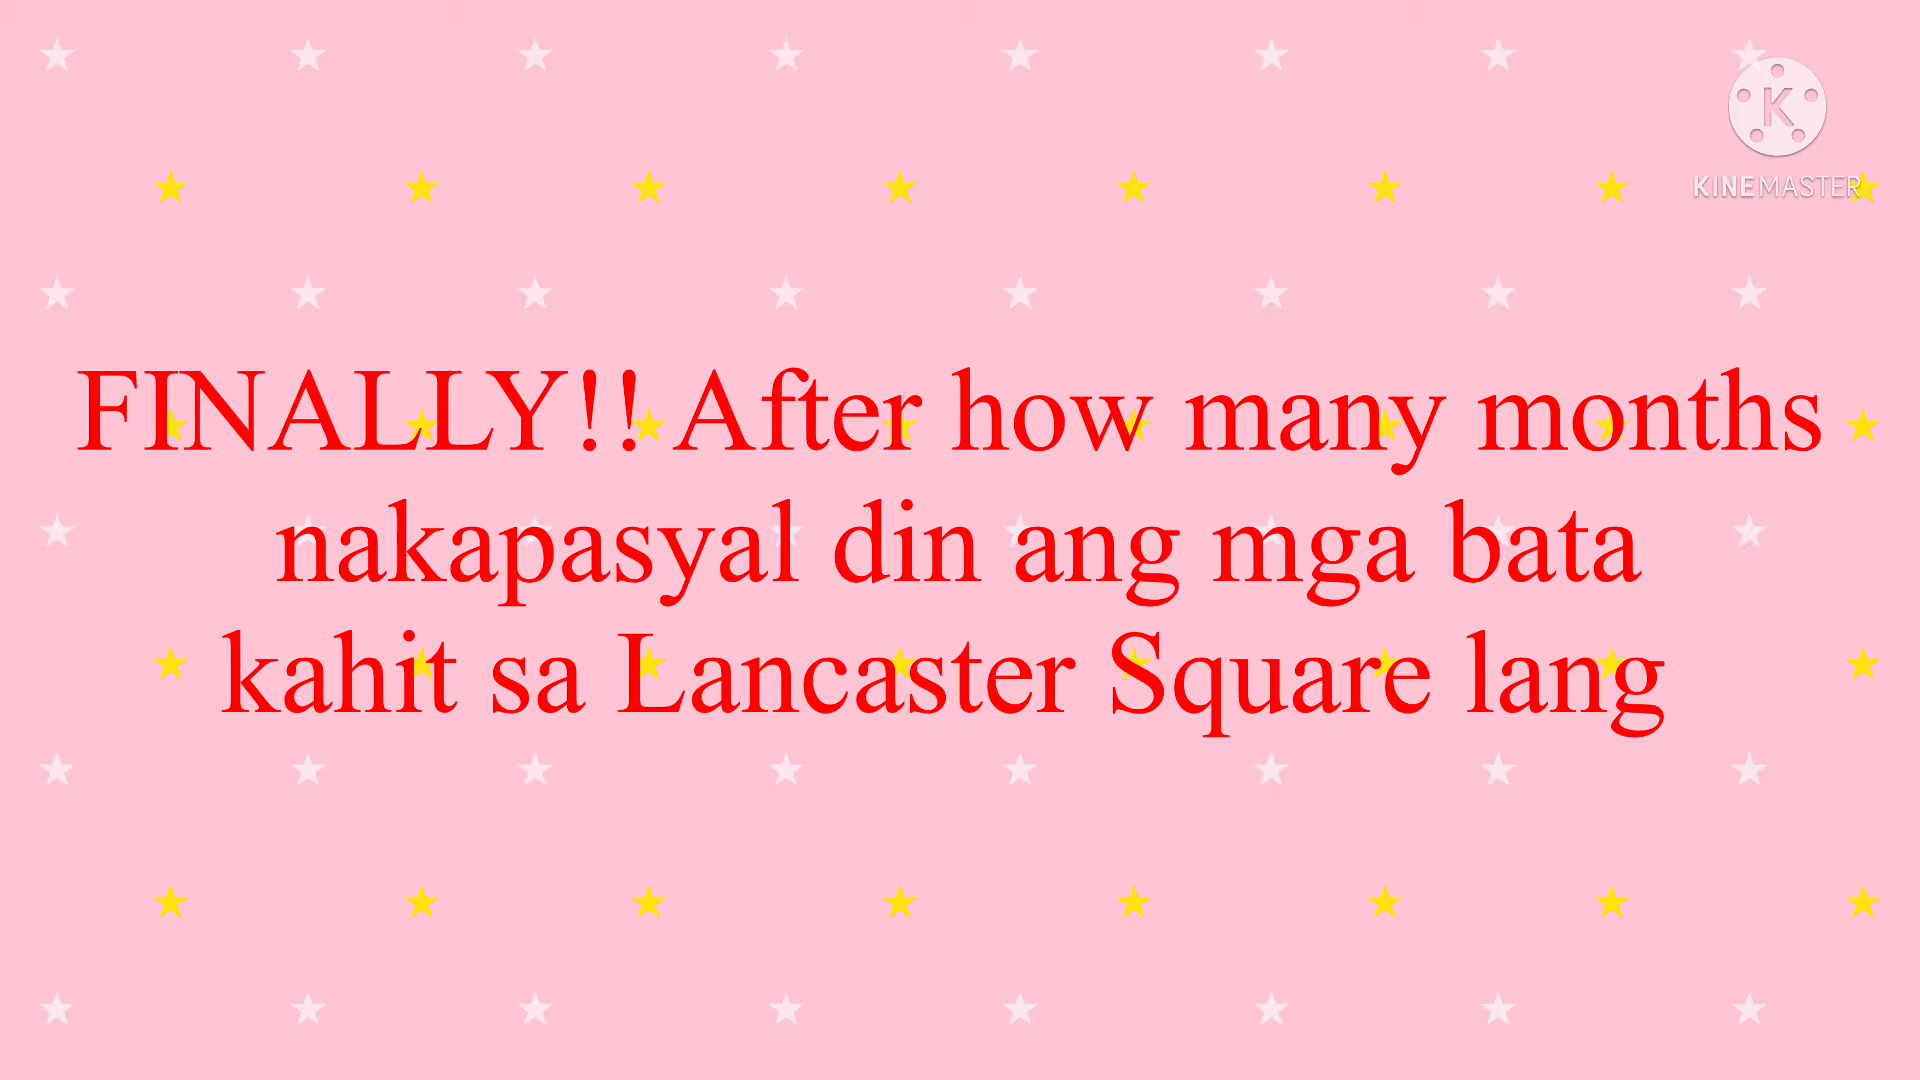 KINEMASTER
FINALLY!! After how many months
nakapasyal din ang mga bata
kahit sa Lancaster Square lang